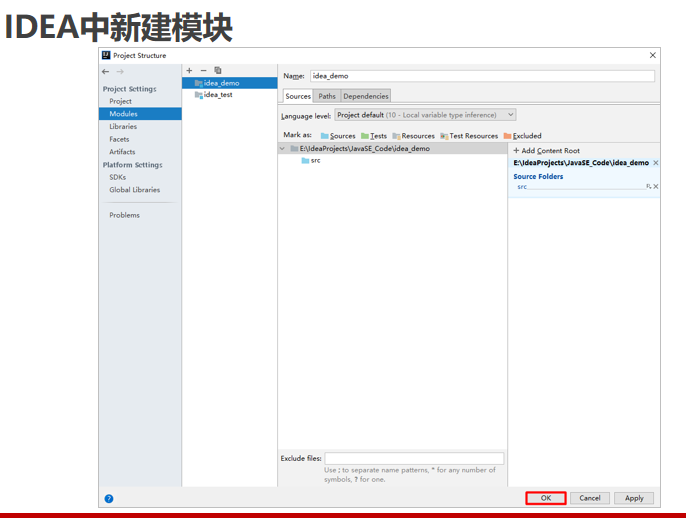 IDEA中新建模块
Project Structure
Project Settings
Project
Modules
Libraries
Facets
Artifacts
Platform Settings
SDKs
Global Libraries
Problems
idea_demo
idea_test
Name: idea_demo
Sources Paths Dependencies
Language level: Project default (10 - Local variable type inference)
Mark as: Sources Tests Resources Test Resources Excluded
E:\IdeaProjects\JavaSE_Code\idea_demo
src
+ Add Content Root
E:\IdeaProjects\JavaSE_Code\idea_demo
Source Folders
src
Exclude files:
Use ; to separate name patterns, * for any number of
symbols, ? for one.
OK Cancel Apply